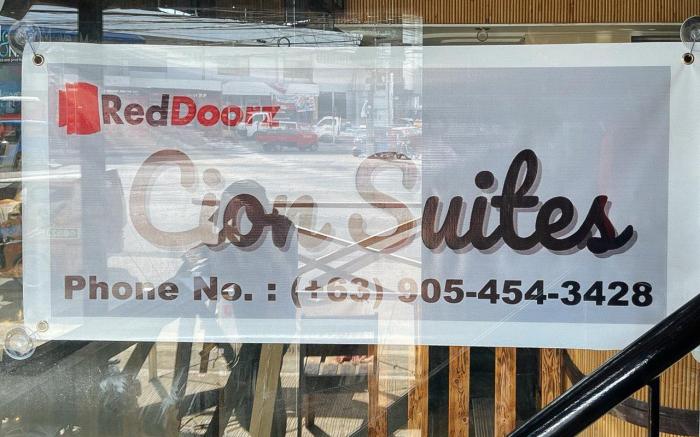 RedDoorz
Cion Suites
Phone No. : (+63) 905-454-3428